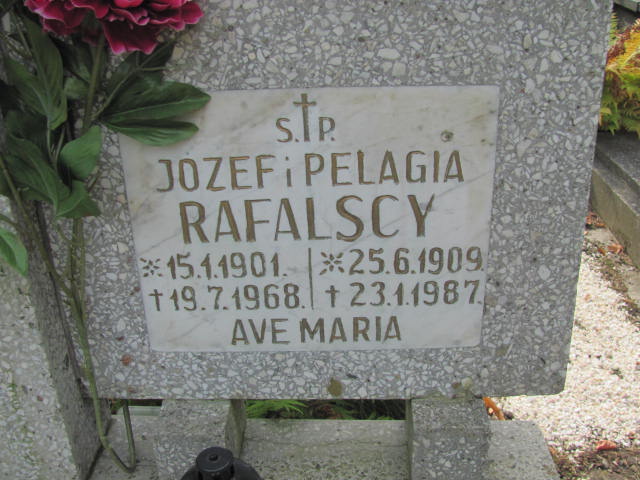 S.†P.
JOZEF i PELAGIA
RAFALSCY
* 15.1.1901. * 25.6.1909.
† 19.7.1968. † 23.1.1987.
AVE MARIA